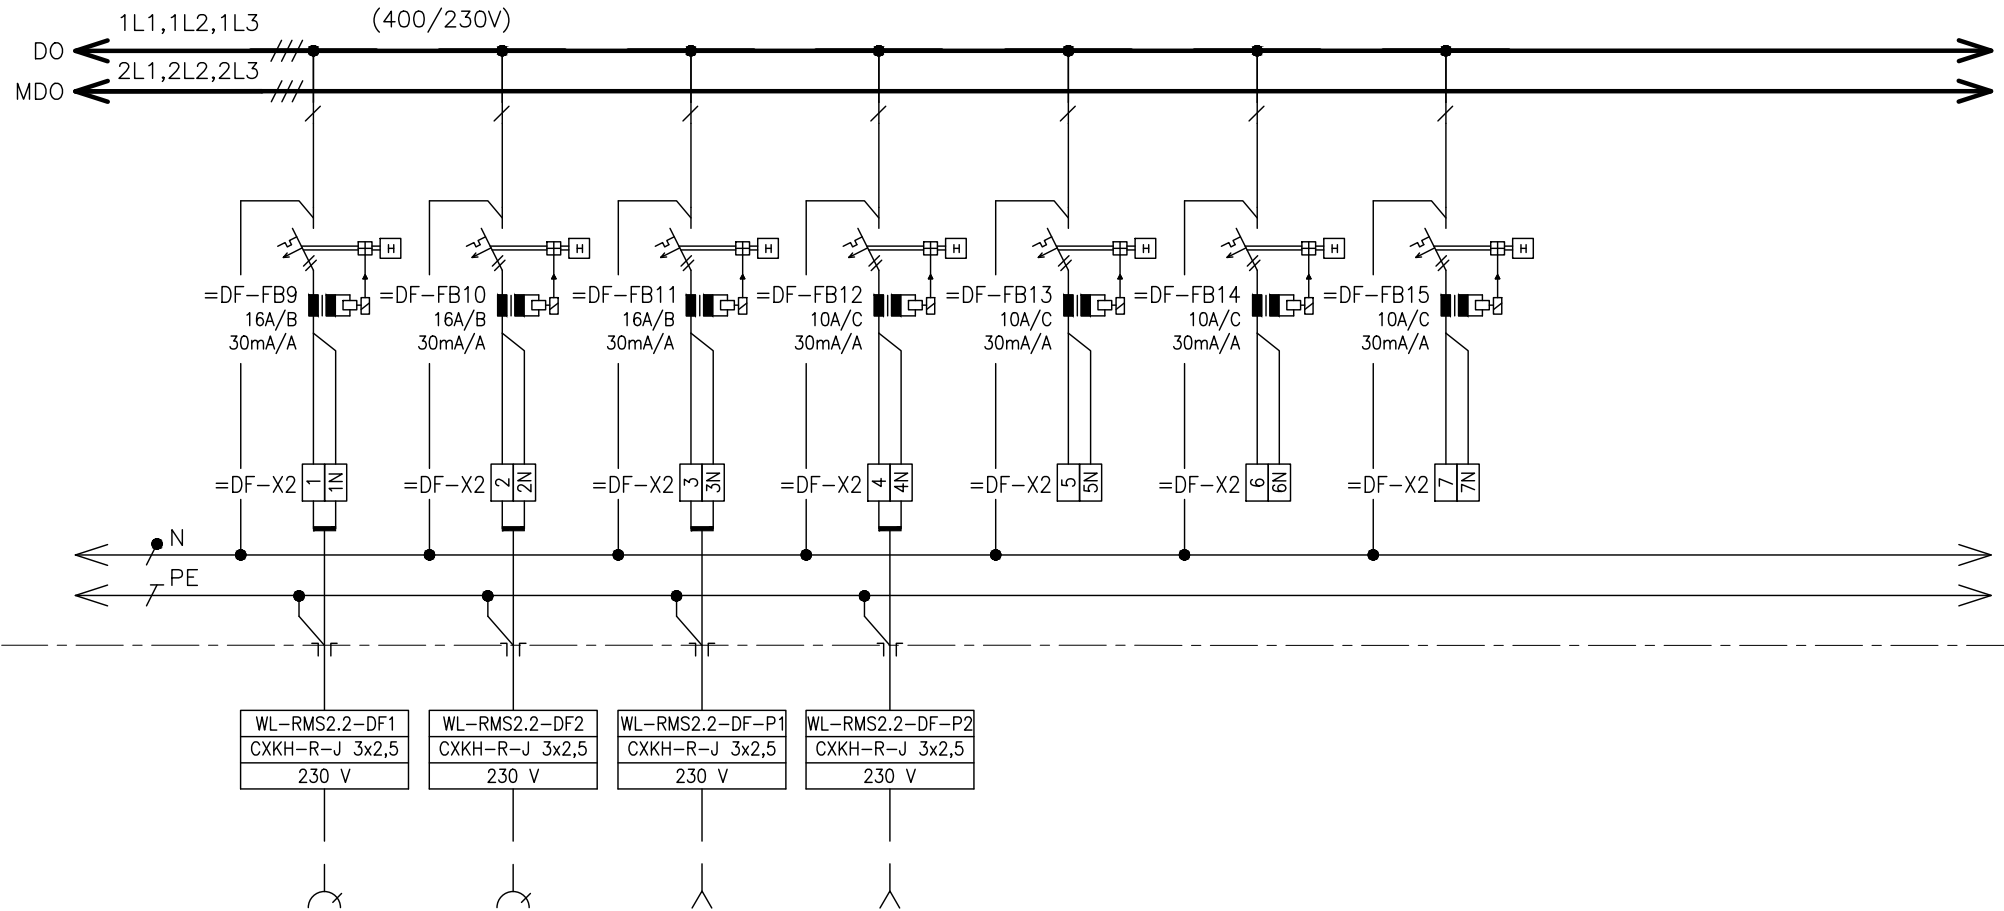 1L1,1L2,1L3
(400/230V)
DO
2L1,2L2,2L3
MDO
H
H
H
H
H
H
H
=DF-FB9
16A/B
30mA/A
=DF-FB10
16A/B
30mA/A
=DF-FB11
16A/B
30mA/A
=DF-FB12
10A/C
30mA/A
=DF-FB13
10A/C
30mA/A
=DF-FB14
10A/C
30mA/A
=DF-FB15
10A/C
30mA/A
=DF-X2 1 1N
=DF-X2 2 2N
=DF-X2 3 3N
=DF-X2 4 4N
=DF-X2 5 5N
=DF-X2 6 6N
=DF-X2 7 7N
N
PE
WL-RMS2.2-DF1
CXKH-R-J 3x2,5
230 V
WL-RMS2.2-DF2
CXKH-R-J 3x2,5
230 V
WL-RMS2.2-DF-P1
CXKH-R-J 3x2,5
230 V
WL-RMS2.2-DF-P2
CXKH-R-J 3x2,5
230 V